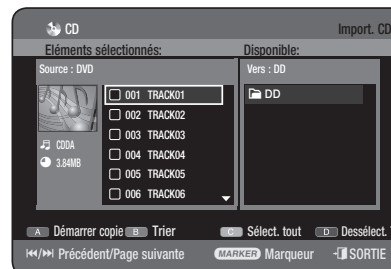 CD Import. CD
Eléments sélectionnés: Disponible:
Source : DVD Vers : DD
001 TRACK01 DD
002 TRACK02
003 TRACK03
CDDA
004 TRACK04
3.84MB
005 TRACK05
006 TRACK06
A Démarrer copie B Trier C Sélect. tout D Dessélect.
Précédent/Page suivante MARKER Marqueur SORTIE